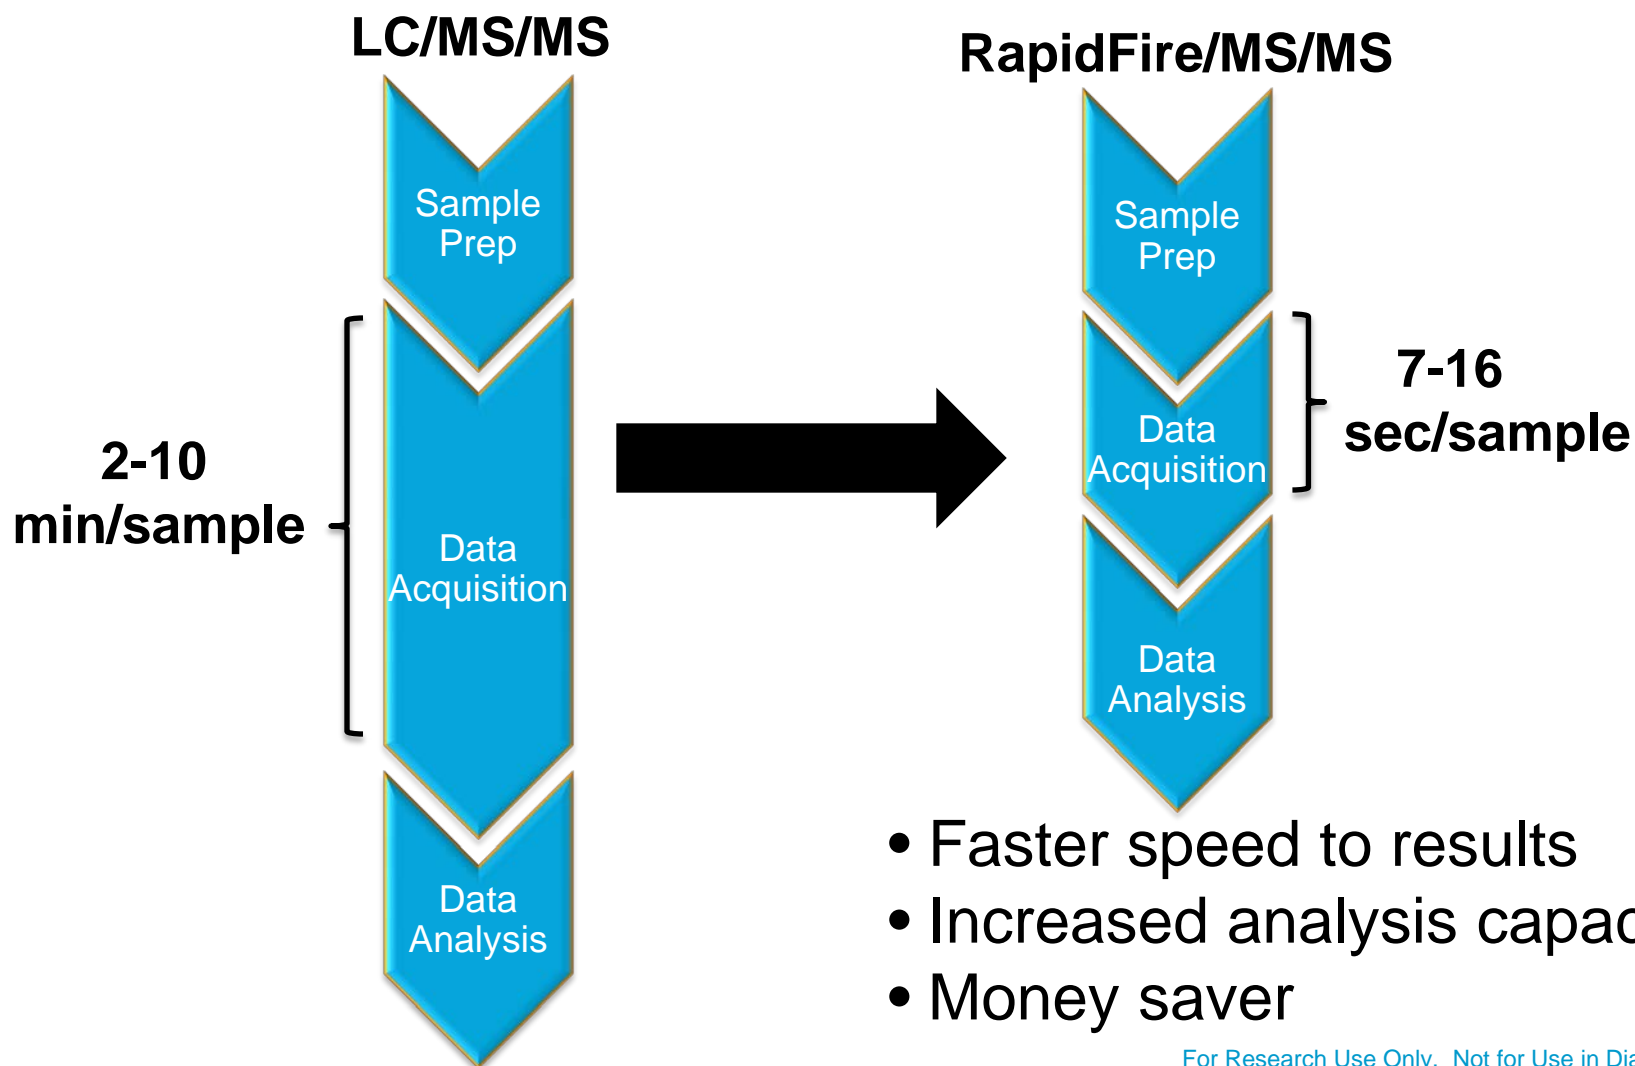 LC/MS/MS
Sample
Prep
2-10
min/sample
Data
Acquisition
Data
Analysis
RapidFire/MS/MS
Sample
Prep
Data
Acquisition
7-16
sec/sample
Data
Analysis
• Faster speed to results
• Increased analysis capac
• Money saver
For Research Use Only. Not for Use in Dia